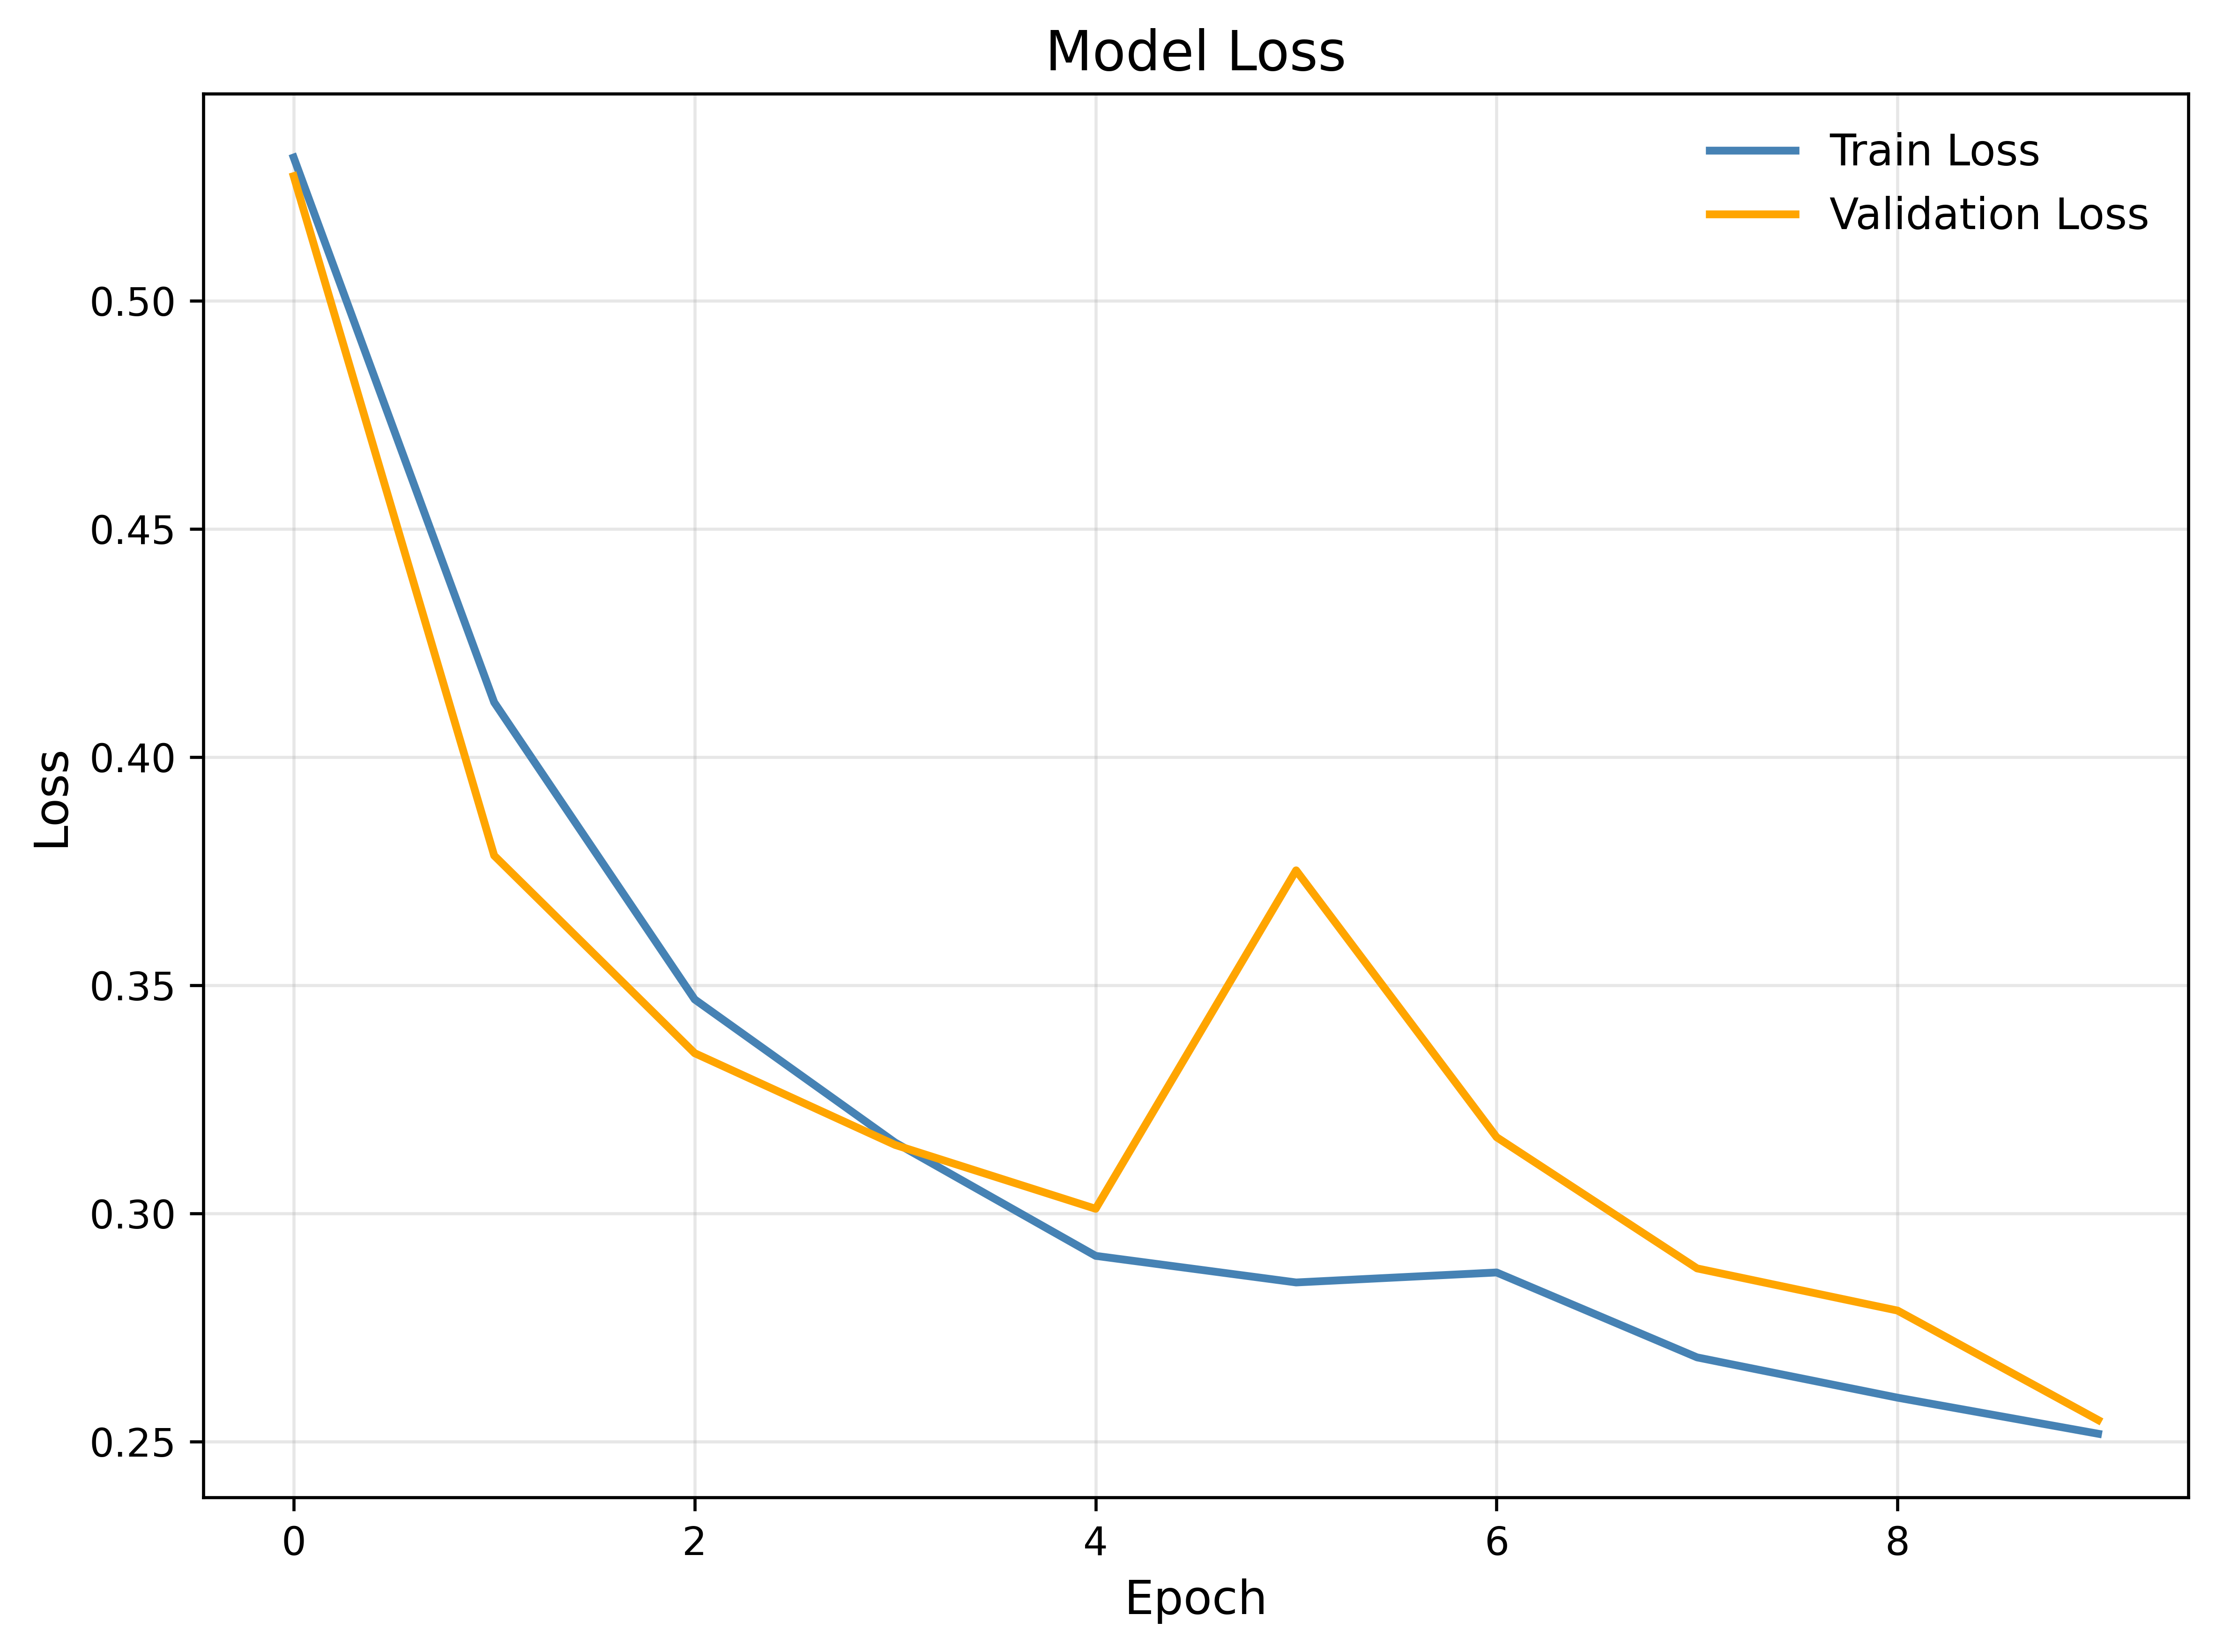 Model Loss
Train Loss
Validation Loss
0.50
0.45
0.40
0.35
0.30
0.25
Loss
0 2 4 6 8
Epoch